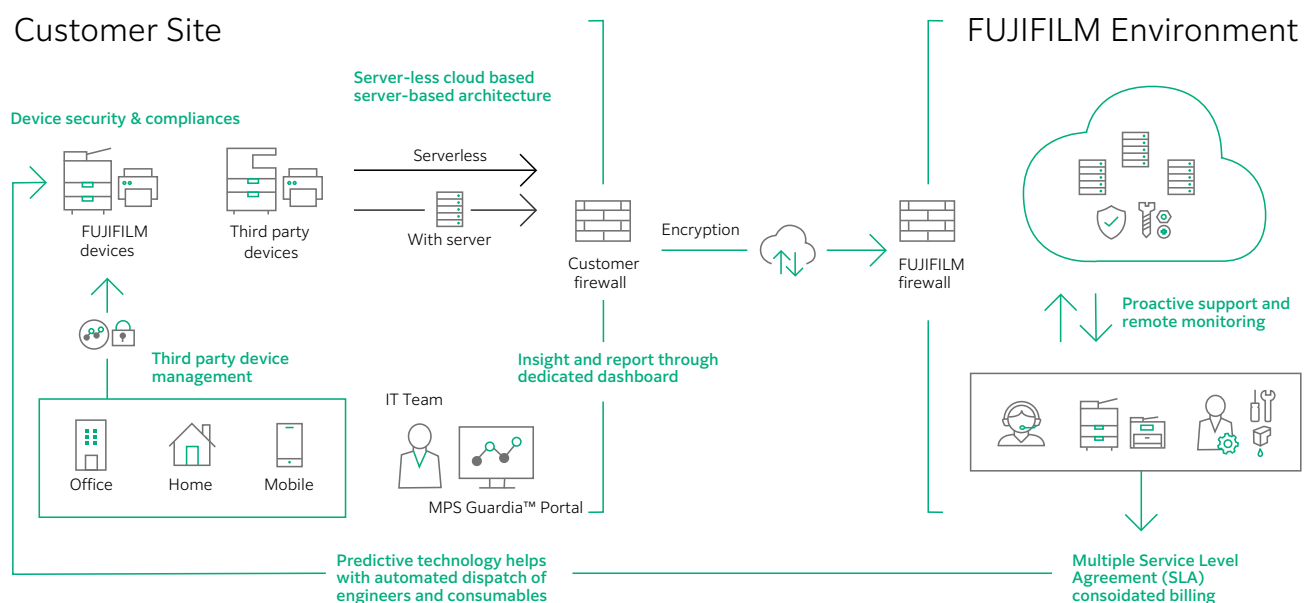 Customer Site
FUJIFILM Environment
Server-less cloud based
server-based architecture
Device security & compliances
Serverless
With server
FUJIFILM
devices
Third party
devices
Customer
firewall
Encryption
FUJIFILM
firewall
Proactive support and
remote monitoring
Third party device
management
Insight and report through
dedicated dashboard
IT Team
Office
Home
Mobile
MPS Guardia™ Portal
Predictive technology helps
with automated dispatch of
engineers and consumables
Multiple Service Level
Agreement (SLA)
consoidated billing